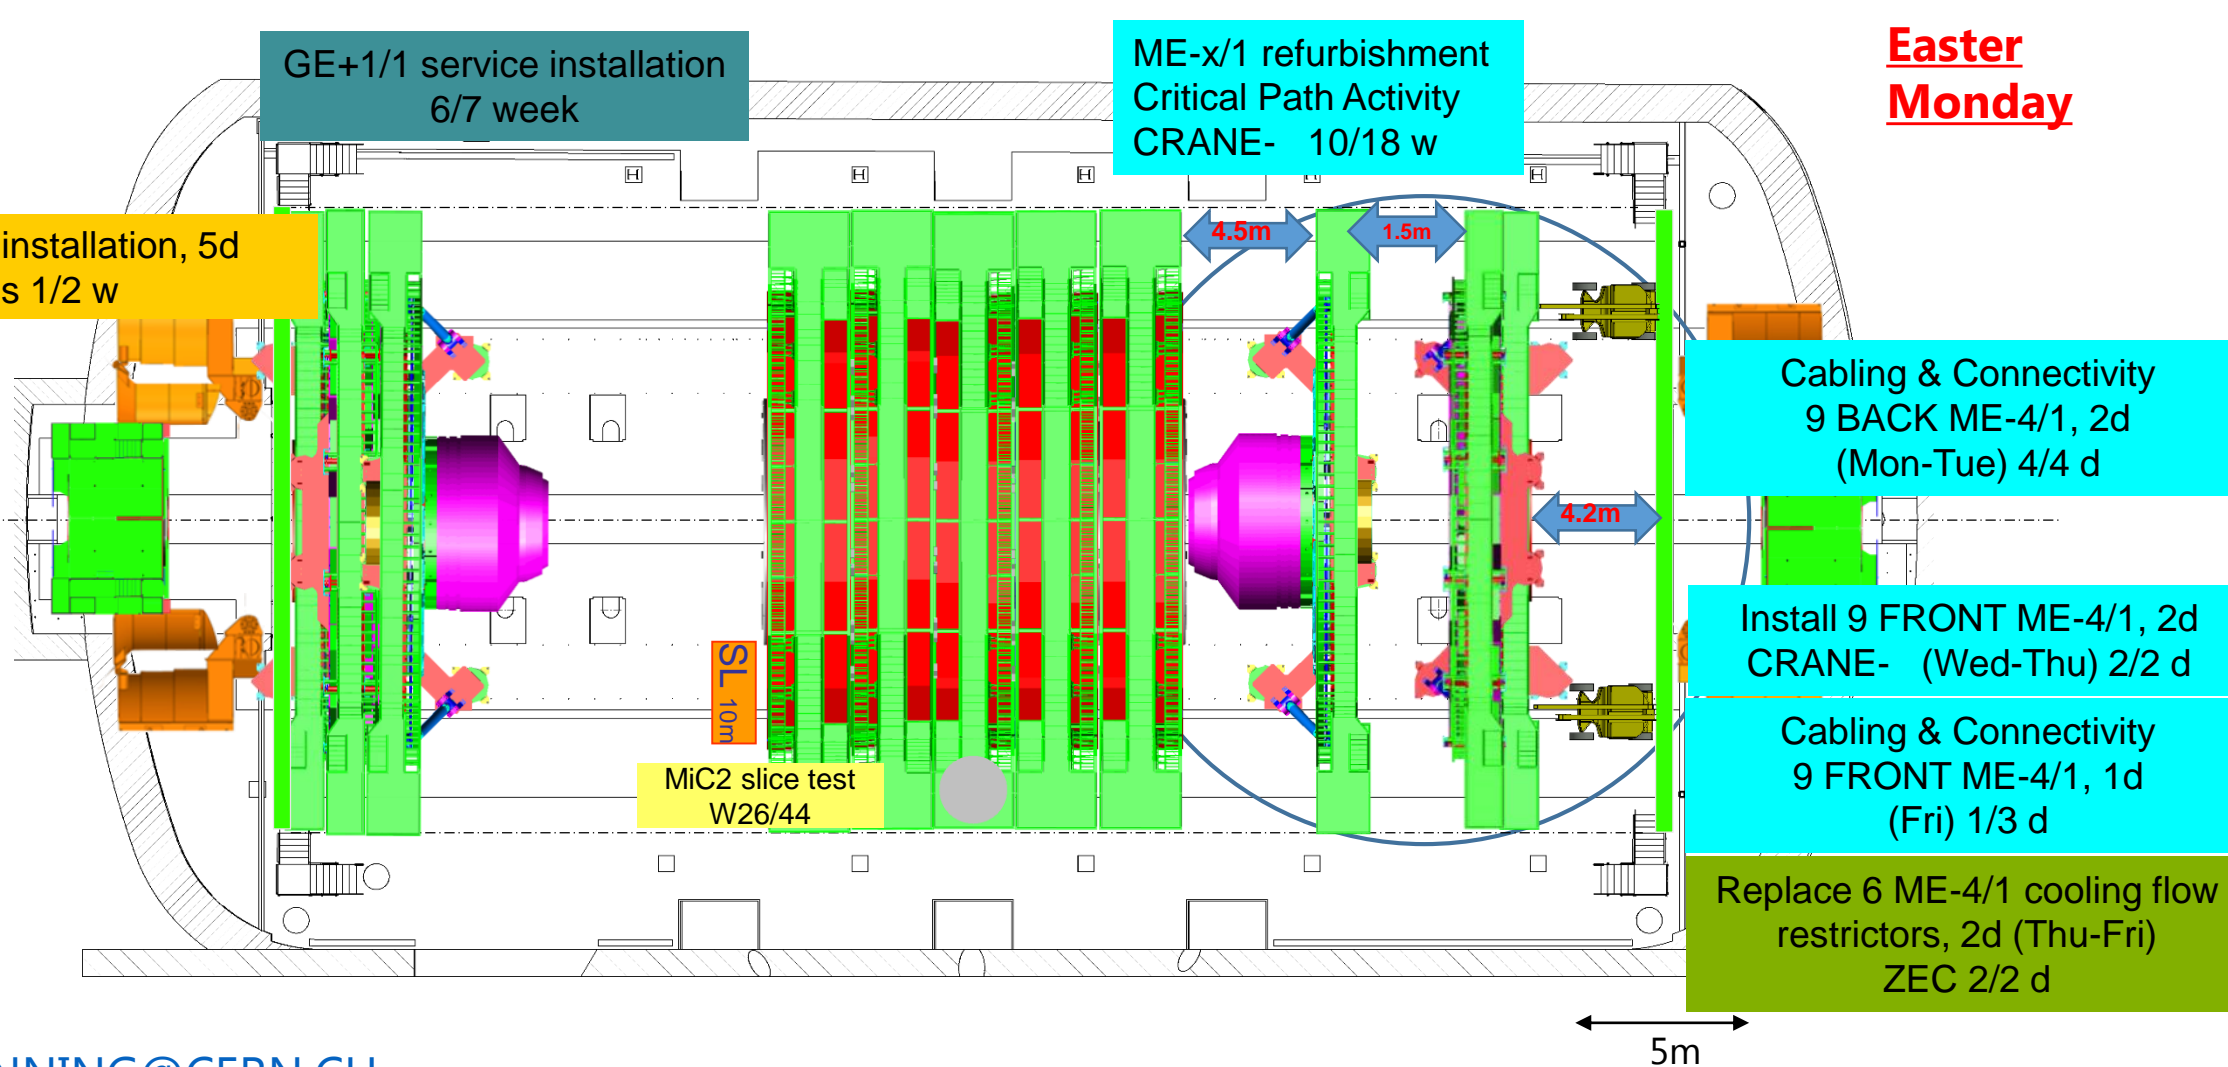 GE+1/1 service installation
6/7 week
ME-x/1 refurbishment
Critical Path Activity
CRANE- 10/18 w
Easter
Monday
installation, 5d
s 1/2 w
4.5m
1.5m
4.2m
Cabling & Connectivity
9 BACK ME-4/1, 2d
(Mon-Tue) 4/4 d
Install 9 FRONT ME-4/1, 2d
CRANE- (Wed-Thu) 2/2 d
Cabling & Connectivity
9 FRONT ME-4/1, 1d
(Fri) 1/3 d
Replace 6 ME-4/1 cooling flow
restrictors, 2d (Thu-Fri)
ZEC 2/2 d
SL 10m
MiC2 slice test
W26/44
H
H
H
H
H
5m
NNING@CERN.CH